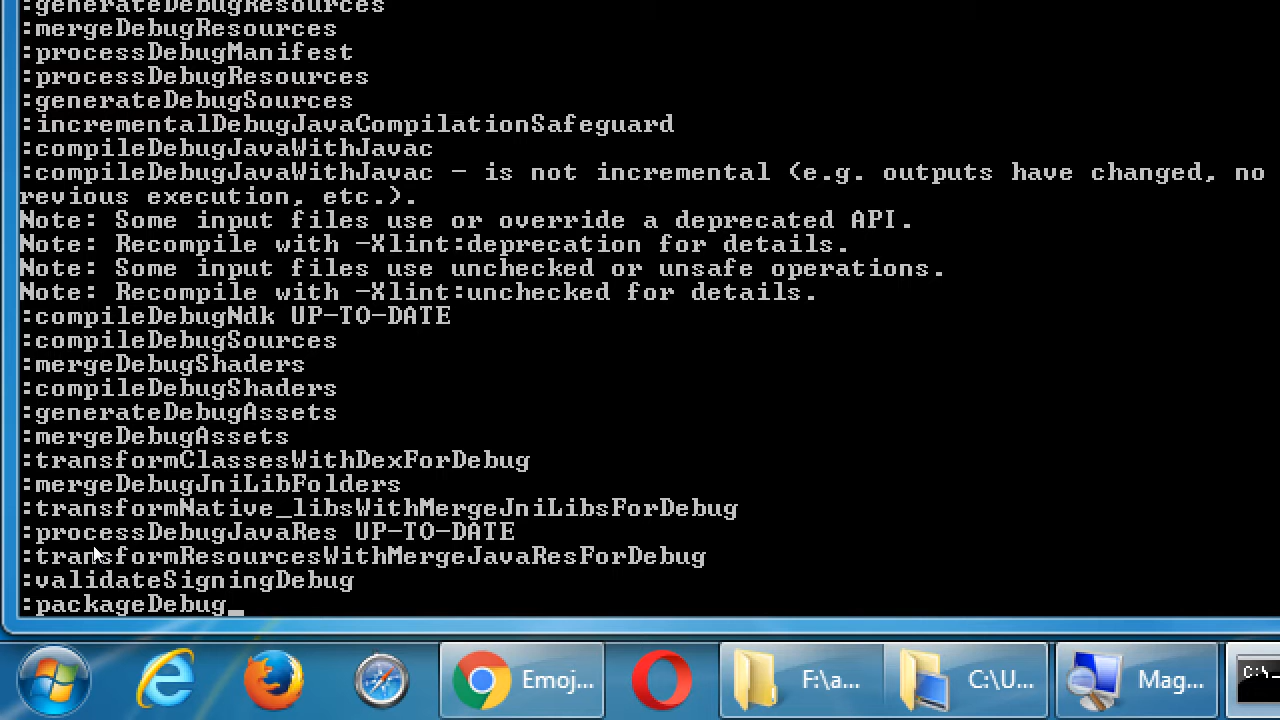 :generateDebugResources
:mergeDebugResources
:processDebugManifest
:processDebugResources
:generateDebugSources
:incrementalDebugJavaCompilationSafeguard
:compileDebugJavaWithJavac
:compileDebugJavaWithJavac - is not incremental (e.g. outputs have changed, no
revious execution, etc.).
Note: Some input files use or override a deprecated API.
Note: Recompile with -Xlint:deprecation for details.
Note: Some input files use unchecked or unsafe operations.
Note: Recompile with -Xlint:unchecked for details.
:compileDebugNdk UP-TO-DATE
:compileDebugSources
:mergeDebugShaders
:compileDebugShaders
:generateDebugAssets
:mergeDebugAssets
:transformClassesWithDexForDebug
:mergeDebugJniLibFolders
:transformNative_libsWithMergeJniLibsForDebug
:processDebugJavaRes UP-TO-DATE
:transformResourcesWithMergeJavaResForDebug
:validateSigningDebug
:packageDebug_
Emoj... F:\a... C:\U... Mag... C:\_